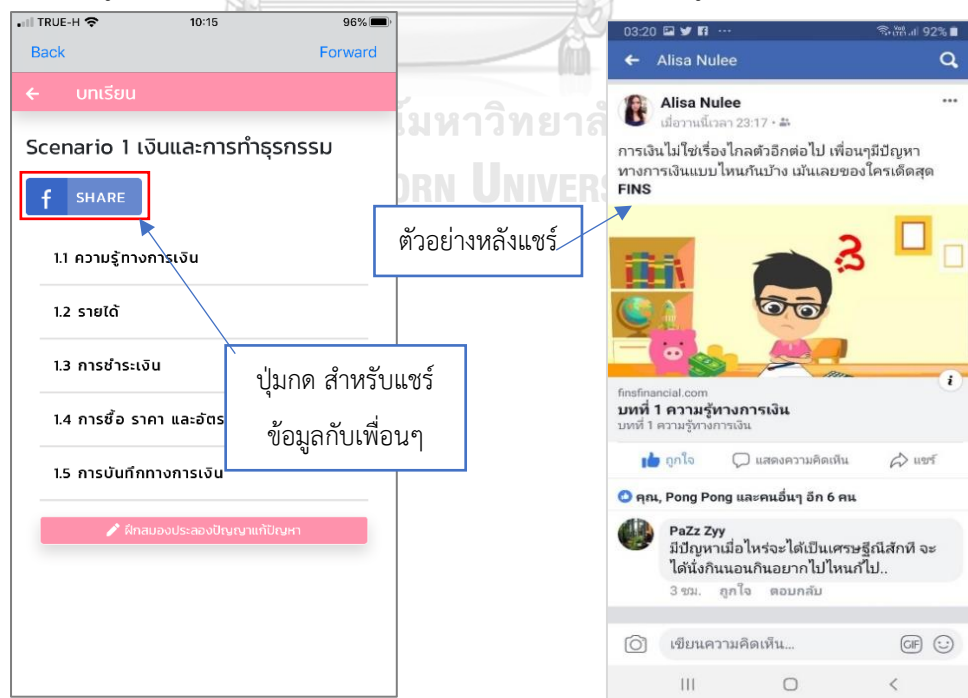 TRUE-H 10:15 96%
Back Forward
บทเรียน
Scenario 1 เงินและการทำธุรกรรม
f SHARE
1.1 ความรู้ทางการเงิน
1.2 รายได้
1.3 การชำระเงิน
1.4 การซื้อ ราคา และอัตร
1.5 การบันทึกทางการเงิน
ฝึกสมองประลองปัญญาแก้ปัญหา
ปุ่มกด สำหรับแชร์
ข้อมูลกับเพื่อนๆ
ตัวอย่างหลังแชร์
มหาวิทยาลั
ORN UNIVERS
03:20 92%
Alisa Nulee
Alisa Nulee
เมื่อวานนี้เวลา 23:17
การเงินไม่ใช่เรื่องไกลตัวอีกต่อไป เพื่อนๆมีปัญหา
ทางการเงินแบบไหนกันบ้าง เม้นเลยของใครเด็ดสุด
FINS
finsfinancial.com
บทที่ 1 ความรู้ทางการเงิน
บทที่ 1 ความรู้ทางการเงิน
ถูกใจ แสดงความคิดเห็น แชร์
คุณ, Pong Pong และคนอื่นๆ อีก 6 คน
PaZz Zyy
มีปัญหาเมื่อไหร่จะได้เป็นเศรษฐีณีสักที จะ
ได้นั่งกินนอนกินอยากไปไหนก็ไป..
3 ชม. ถูกใจ ตอบกลับ
เขียนความคิดเห็น... GIF